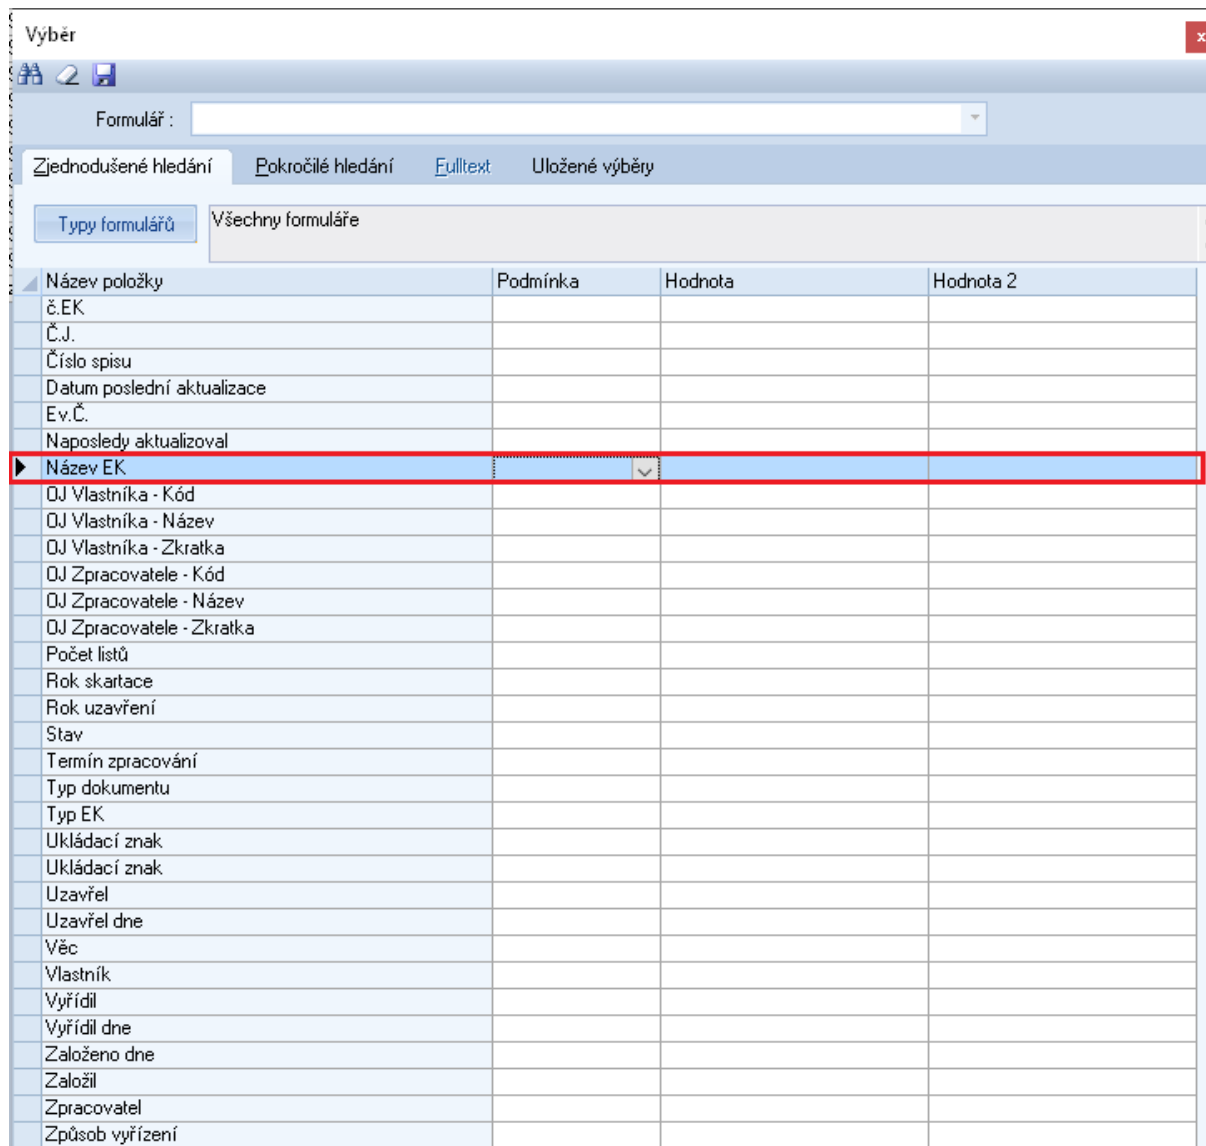 Výběr
x
Formulář :
Zjednodušené hledání Pokročilé hledání Fulltext Uložené výběry
Typy formulářů Všechny formuláře
Název položky Podmínka Hodnota Hodnota 2
č.EK
Č.J.
Číslo spisu
Datum poslední aktualizace
Ev.Č.
Naposledy aktualizoval
Název EK
OJ Vlastníka - Kód
OJ Vlastníka - Název
OJ Vlastníka - Zkratka
OJ Zpracovatele - Kód
OJ Zpracovatele - Název
OJ Zpracovatele - Zkratka
Počet listů
Rok skartace
Rok uzavření
Stav
Termín zpracování
Typ dokumentu
Typ EK
Ukládací znak
Ukládací znak
Uzavřel
Uzavřel dne
Věc
Vlastník
Vyřídil
Vyřídil dne
Založeno dne
Založil
Zpracovatel
Způsob vyřízení